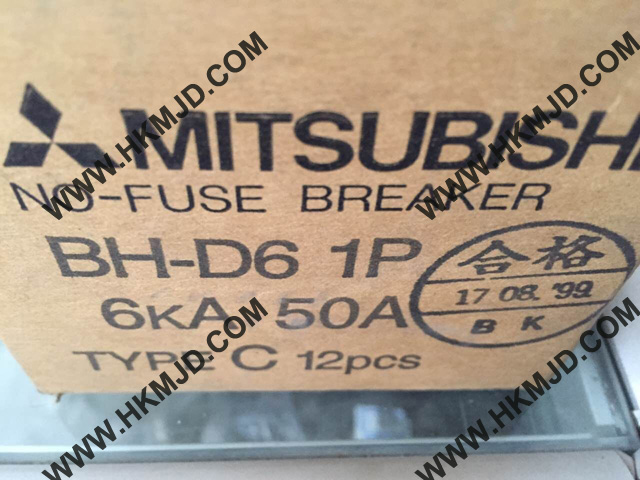 MITSUBISHI
NO-FUSE BREAKER
BH-D6 1P
6kA 50A
TYPE C 12pcs
合格
17 08. '99.
B K
WWW.HKMJD.COM
WWW.HKMJD.COM
WWW.HKMJD.COM
WWW.HKMJD.COM
WWW.HKMJD.COM
WWW.HKMJD.COM